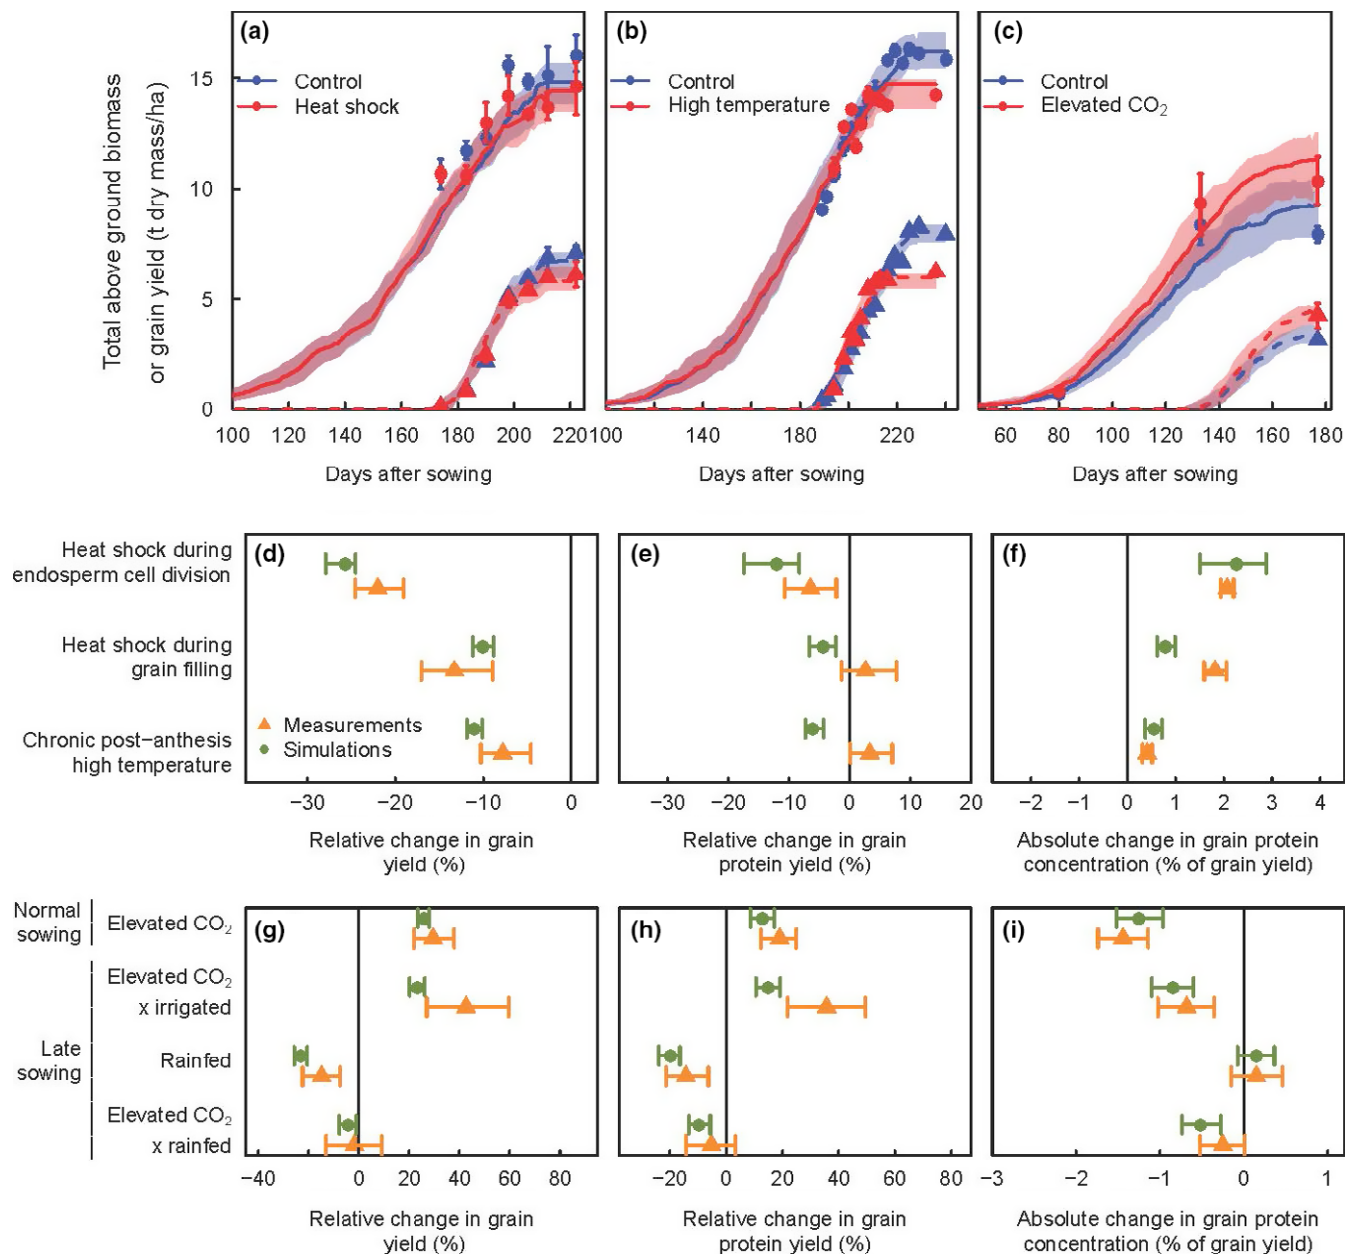 Total above ground biomass
or grain yield (t dry mass/ha)
(a)
Control
Heat shock
15
10
5
0
100 120 140 160 180 200 220
Days after sowing
(b)
Control
High temperature
100 140 180 220
Days after sowing
(c)
Control
Elevated CO₂
60 80 100 120 140 160 180
Days after sowing
Heat shock during
endosperm cell division
Heat shock during
grain filling
Chronic post−anthesis
high temperature
(d)
Measurements
Simulations
−30 −20 −10 0
Relative change in grain
yield (%)
(e)
−30 −20 −10 0 10 20
Relative change in grain
protein yield (%)
(f)
−2 −1 0 1 2 3 4
Absolute change in grain protein
concentration (% of grain yield)
Normal
sowing
Elevated CO₂
Late
sowing
Elevated CO₂
x irrigated
Rainfed
Elevated CO₂
x rainfed
(g)
−40 −20 0 20 40 60 80
Relative change in grain
yield (%)
(h)
−20 0 20 40 60 80
Relative change in grain
protein yield (%)
(i)
−3 −2 −1 0 1
Absolute change in grain protein
concentration (% of grain yield)